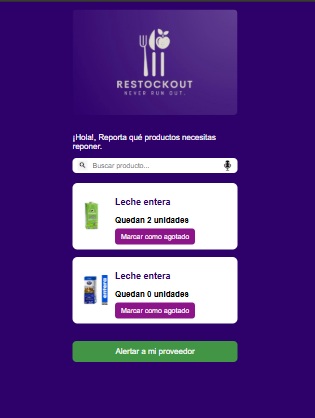 RESTOCKOUT
NEVER RUN OUT.
¡Hola!, Reporta qué productos necesitas
reponer.
Buscar producto...
Leche entera
Quedan 2 unidades
Marcar como agotado
Leche entera
Quedan 0 unidades
Marcar como agotado
Alertar a mi proveedor